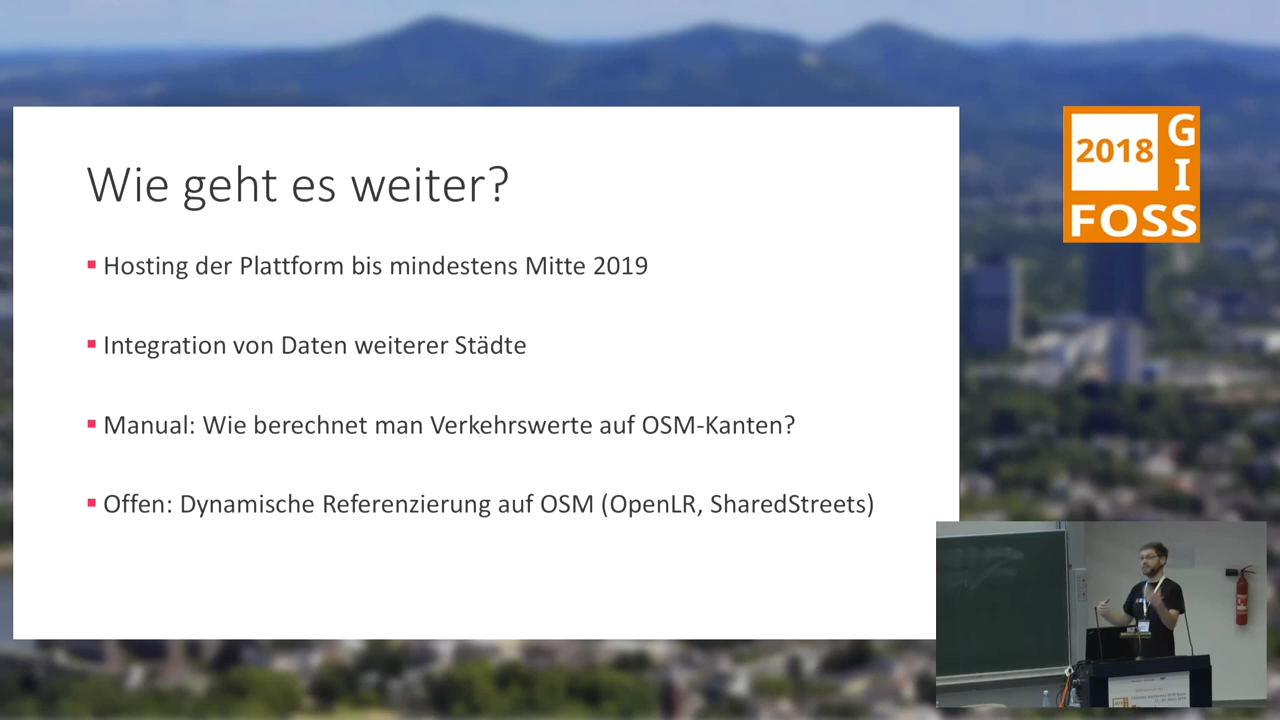 Wie geht es weiter?
Hosting der Plattform bis mindestens Mitte 2019
Integration von Daten weiterer Städte
Manual: Wie berechnet man Verkehrswerte auf OSM-Kanten?
Offen: Dynamische Referenzierung auf OSM (OpenLR, SharedStreets)
2018
GI
FOSS